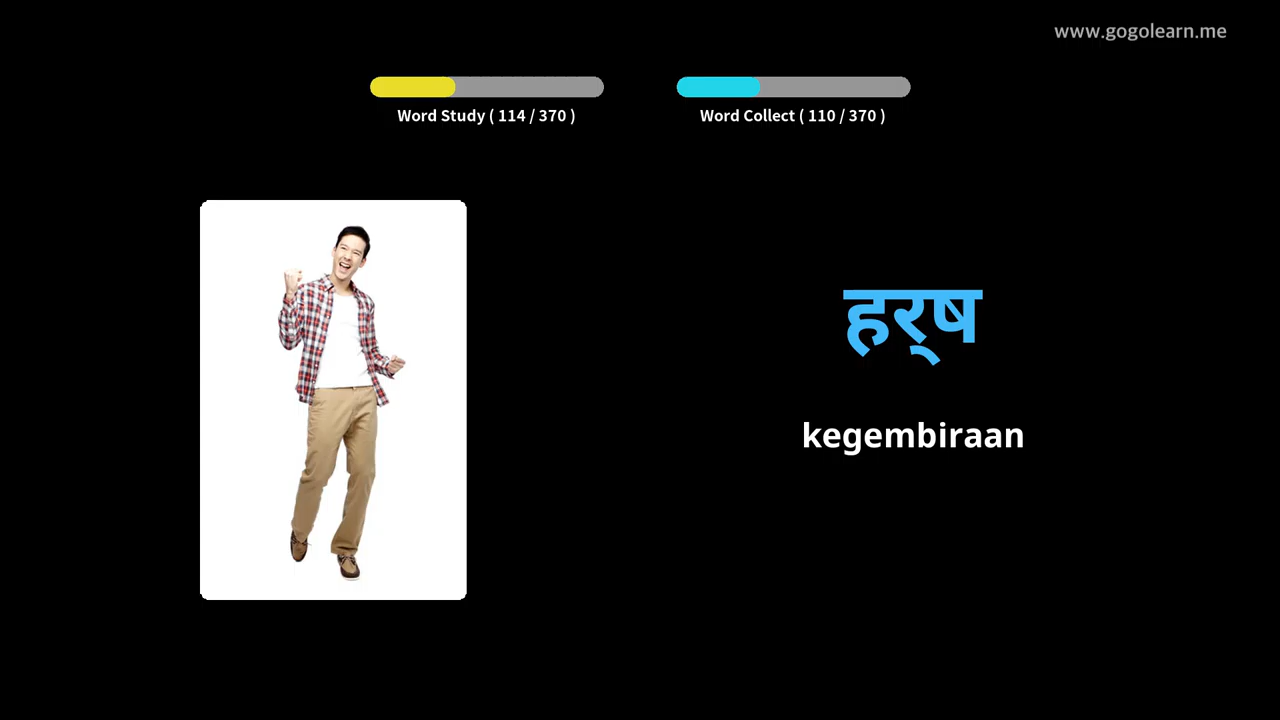 www.gogolearn.me
Word Study ( 114 / 370 )
Word Collect ( 110 / 370 )
हर्‌ष
kegembiraan